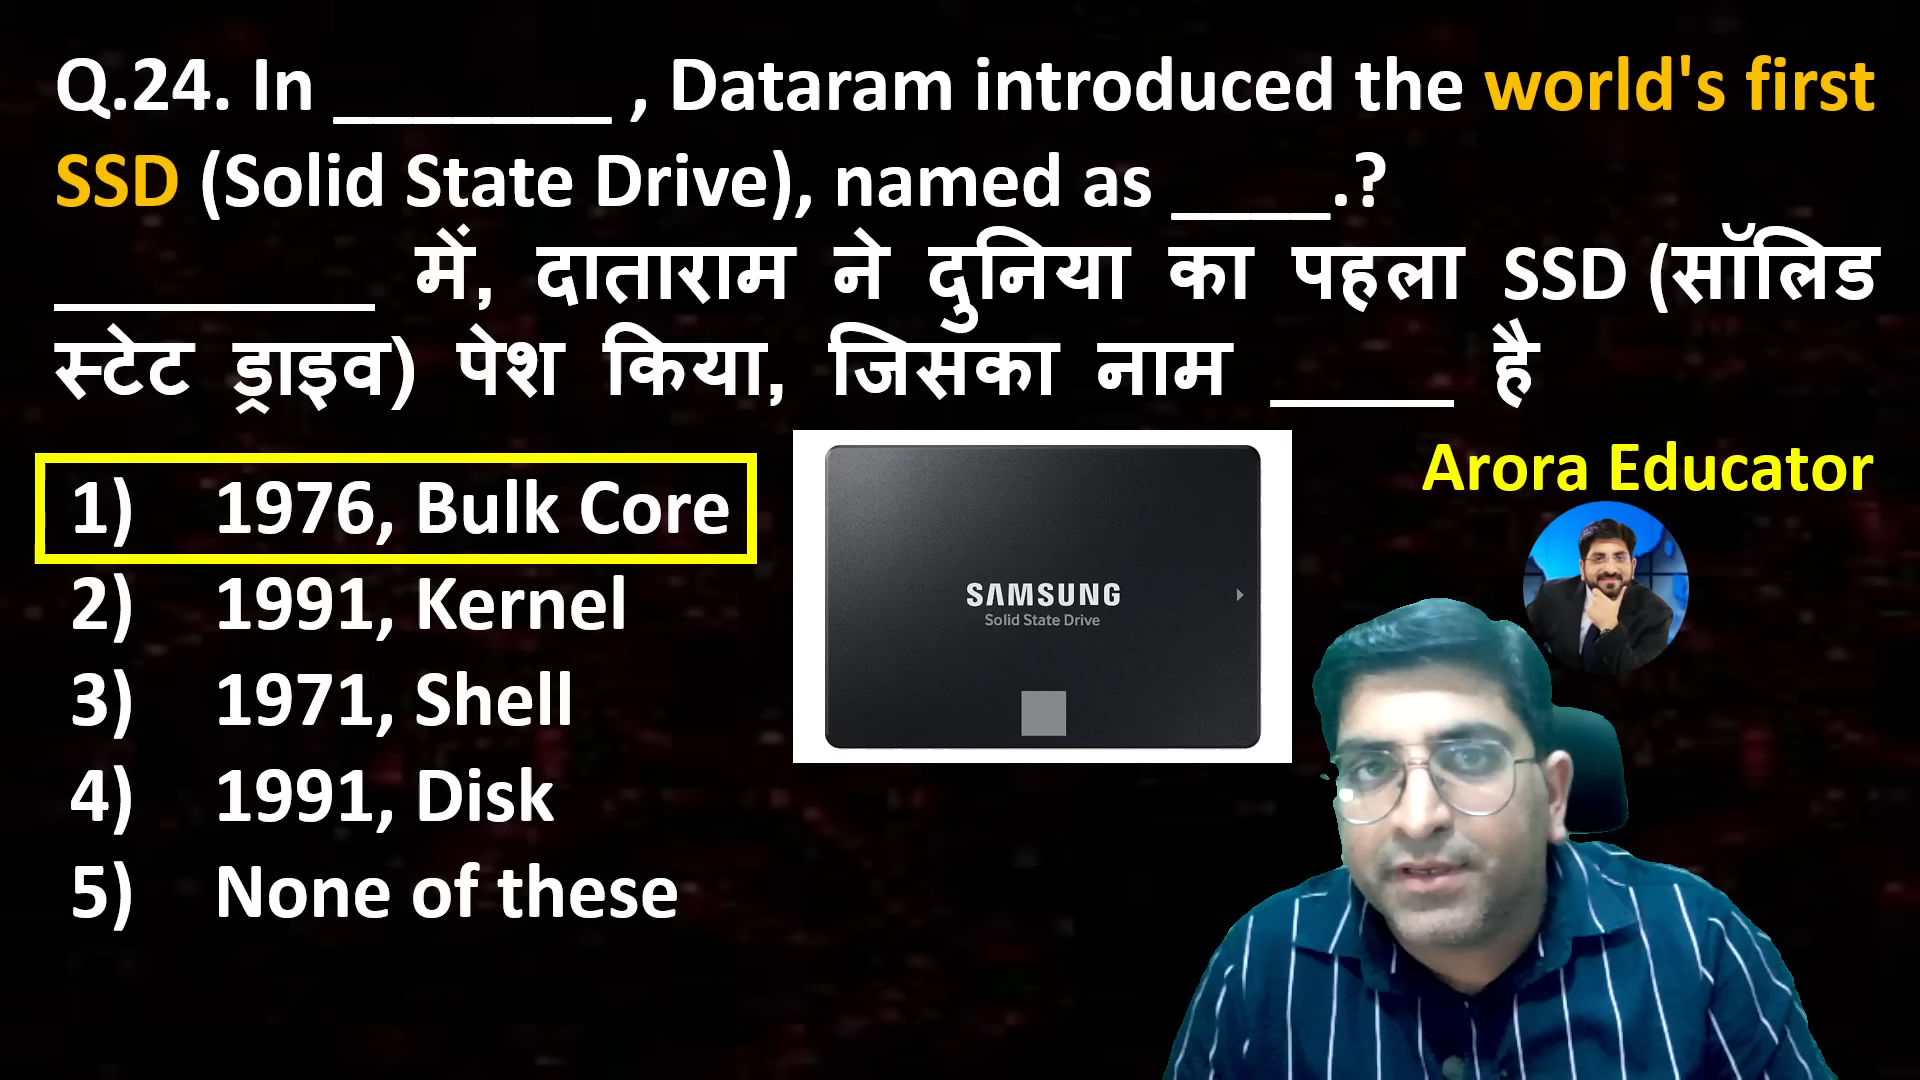 Q.24. In _______ , Dataram introduced the world's first
SSD (Solid State Drive), named as ____.?
________ में, दाताराम ने दुनिया का पहला SSD (सॉलिड
स्टेट ड्राइव) पेश किया, जिसका नाम _____ है
Arora Educator
1) 1976, Bulk Core
2) 1991, Kernel
3) 1971, Shell
4) 1991, Disk
5) None of these
SAMSUNG
Solid State Drive